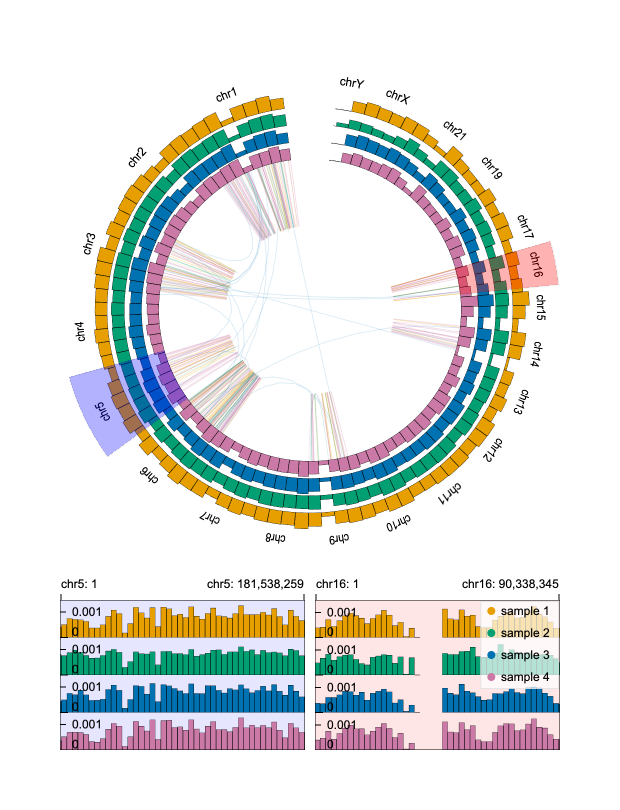 chrY
chrX
chr1
chr21
chr2
chr19
chr17
chr3
chr16
chr15
chr4
chr14
chr5
chr13
chr12
chr6
chr11
chr7
chr10
chr8
chr9
chr5: 1 chr5: 181,538,259 chr16: 1 chr16: 90,338,345
0.001 0.001 sample 1
0 0 sample 2
0.001 0.001 sample 3
0 0 sample 4
0.001 0.001
0 0
0.001 0.001
0 0